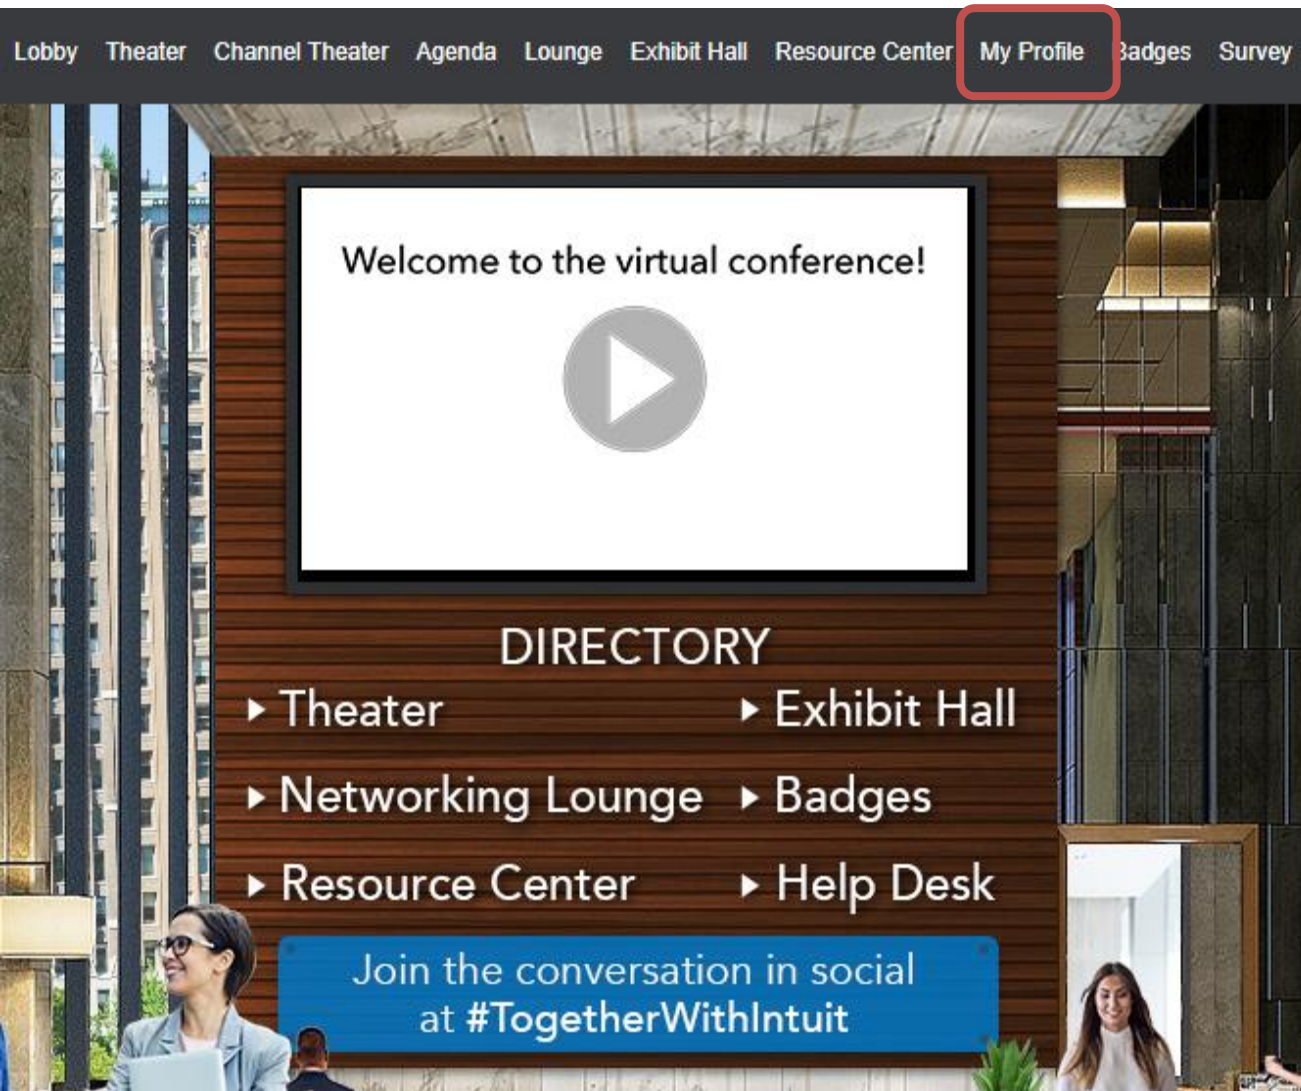 Lobby Theater Channel Theater Agenda Lounge Exhibit Hall Resource Center My Profile Badges Survey
Welcome to the virtual conference!
DIRECTORY
Theater
Exhibit Hall
Networking Lounge
Badges
Resource Center
Help Desk
Join the conversation in social
at #TogetherWithIntuit